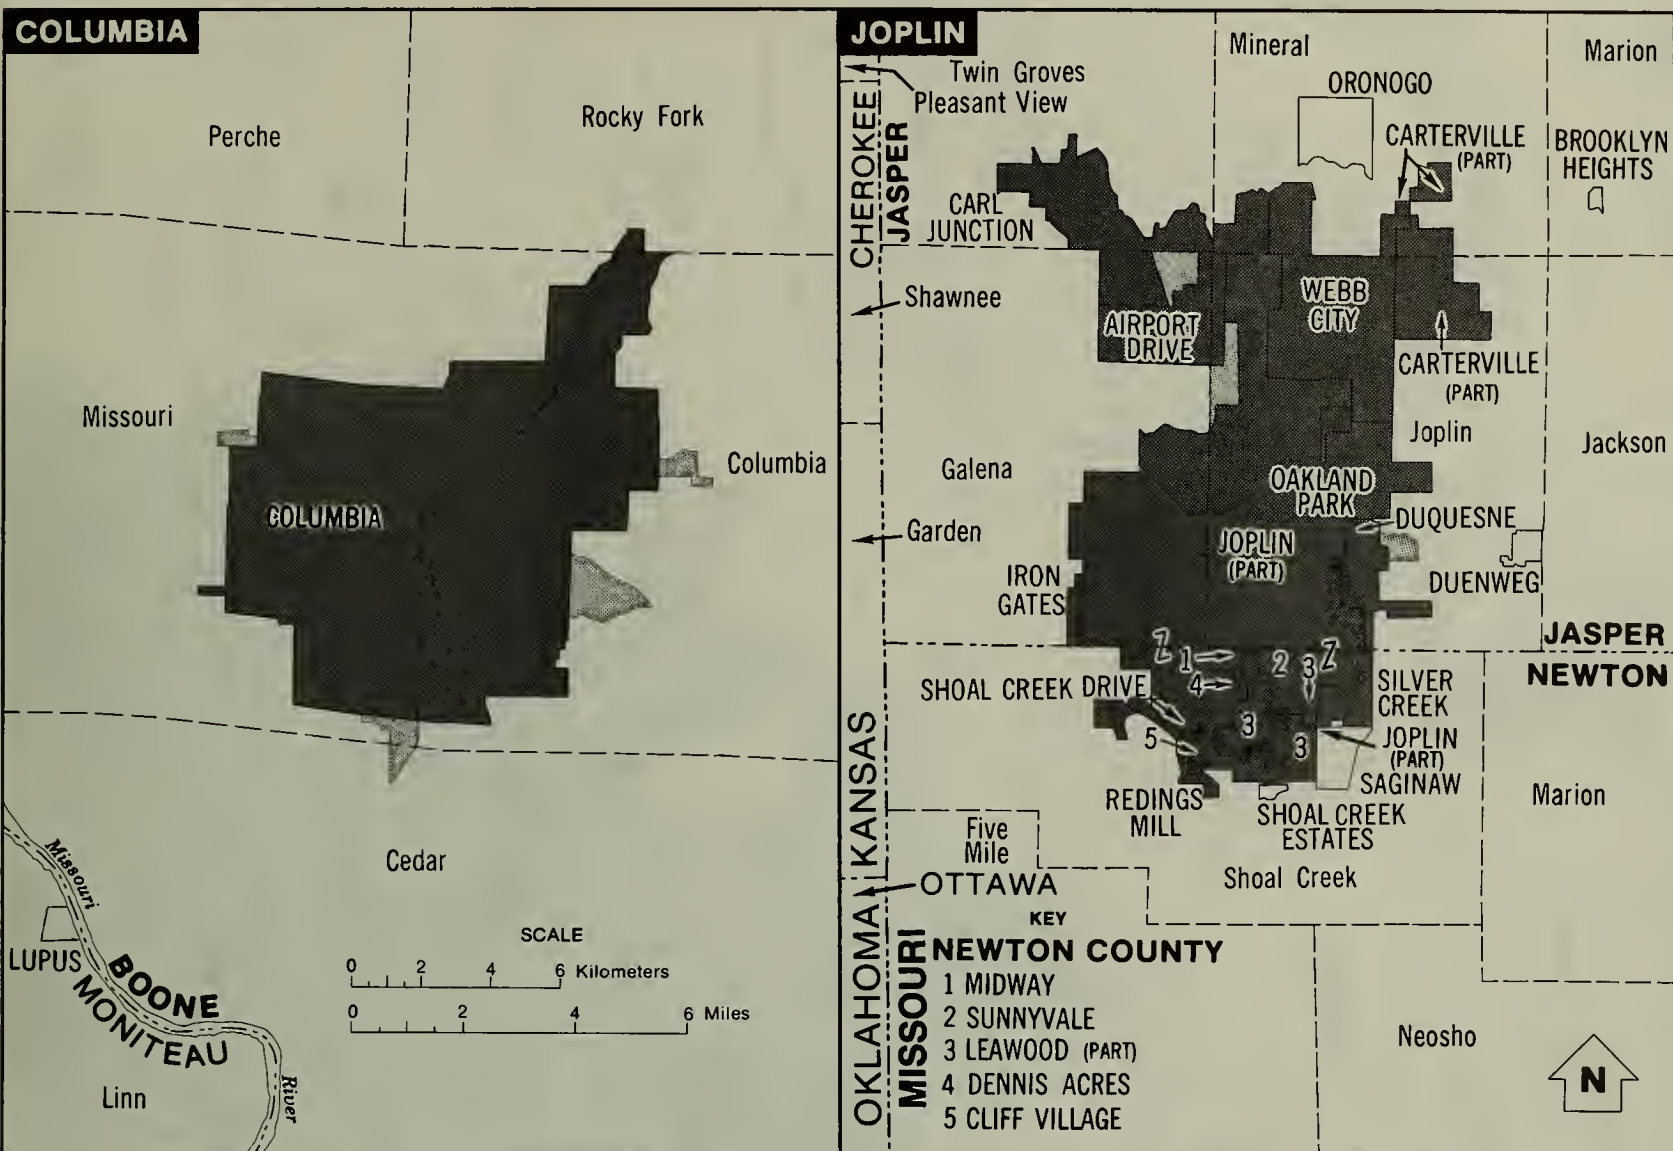 COLUMBIA
Perche
Rocky Fork
Missouri
Columbia
COLUMBIA
Cedar
Missouri
River
LUPUS
BOONE
MONITEAU
Linn
SCALE
0 2 4 6 Kilometers
0 2 4 6 Miles
JOPLIN
Twin Groves
Pleasant View
Mineral
Marion
ORONOGO
CARTERVILLE
(PART)
BROOKLYN
HEIGHTS
CHEROKEE
JASPER
CARL
JUNCTION
Shawnee
AIRPORT
DRIVE
WEBB
CITY
CARTERVILLE
(PART)
Joplin
Jackson
Galena
OAKLAND
PARK
DUQUESNE
Garden
JOPLIN
(PART)
IRON
GATES
DUENWEG
JASPER
NEWTON
Z 1 2 3 Z
4
SHOAL CREEK DRIVE
SILVER
CREEK
3
5
3
JOPLIN
(PART)
SAGINAW
REDINGS
MILL
SHOAL CREEK
ESTATES
Marion
KANSAS
Five
Mile
Shoal Creek
OTTAWA
OKLAHOMA
MISSOURI
KEY
NEWTON COUNTY
1 MIDWAY
2 SUNNYVALE
3 LEAWOOD (PART)
4 DENNIS ACRES
5 CLIFF VILLAGE
Neosho
N